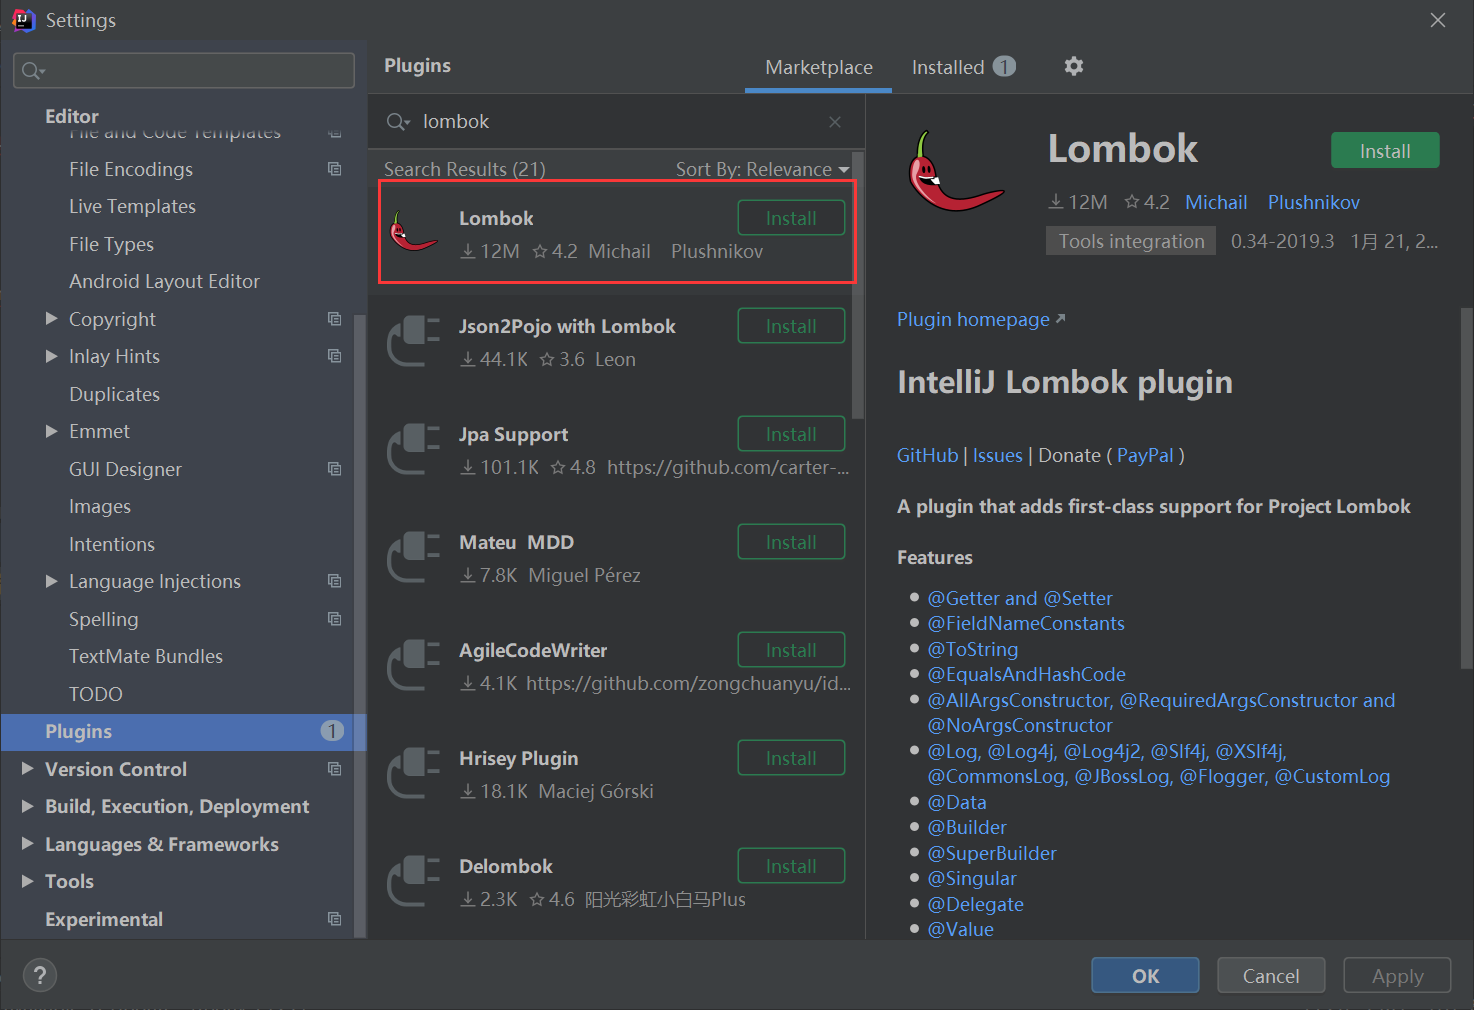 Settings
Plugins
Marketplace
Installed 1
Editor
File and Code Templates
File Encodings
Live Templates
File Types
Android Layout Editor
Copyright
Inlay Hints
Duplicates
Emmet
GUI Designer
Images
Intentions
Language Injections
Spelling
TextMate Bundles
TODO
Plugins 1
Version Control
Build, Execution, Deployment
Languages & Frameworks
Tools
Experimental
lombok
Search Results (21) Sort By: Relevance
Lombok Install
12M 4.2 Michail Plushnikov
Json2Pojo with Lombok Install
44.1K 3.6 Leon
Jpa Support Install
101.1K 4.8 https://github.com/carter-...
Mateu MDD Install
7.8K Miguel Pérez
AgileCodeWriter Install
4.1K https://github.com/zongchuanyu/id...
Hrisey Plugin Install
18.1K Maciej Górski
Delombok Install
2.3K 4.6 阳光彩虹小白马Plus
Lombok Install
12M 4.2 Michail Plushnikov
Tools integration 0.34-2019.3 1月 21, 2...
Plugin homepage
IntelliJ Lombok plugin
GitHub | Issues | Donate ( PayPal )
A plugin that adds first-class support for Project Lombok
Features
@Getter and @Setter
@FieldNameConstants
@ToString
@EqualsAndHashCode
@AllArgsConstructor, @RequiredArgsConstructor and
@NoArgsConstructor
@Log, @Log4j, @Log4j2, @Slf4j, @XSlf4j,
@CommonsLog, @JBossLog, @Flogger, @CustomLog
@Data
@Builder
@SuperBuilder
@Singular
@Delegate
@Value
?
OK Cancel Apply